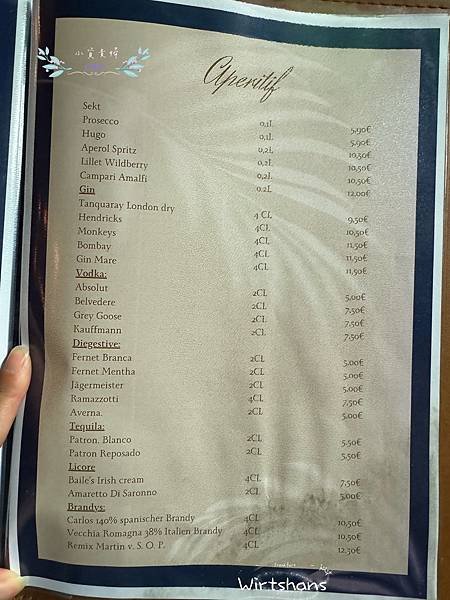 Aperitif
Sekt 0,1L 5,90€
Prosecco 0,1L 5,90€
Hugo 0,2L 10,50€
Aperol Spritz 0,2L 10,50€
Lillet Wildberry 0,2L 10,50€
Campari Amalfi 0.2L 12,00€
Gin
Tanquaray London dry 4 CL 9,50€
Hendricks 4CL 10,50€
Monkeys 4CL 11,50€
Bombay 4CL 11,50€
Gin Mare 4CL 11,50€
Vodka:
Absolut 2CL 5,00€
Belvedere 2CL 7,50€
Grey Goose 2CL 7,50€
Kauffmann 2CL 7,50€
Diegestive:
Fernet Branca 2CL 5,00€
Fernet Mentha 2CL 5,00€
Jägermeister 2CL 5,00€
Ramazzotti 4CL 7,50€
Averna. 2CL 5,00€
Tequila:
Patron. Blanco 2CL 5,50€
Patron Reposado 2CL 5,50€
Licore
Baile's Irish cream 4CL 7,50€
Amaretto Di Saronno 2CL 5,00€
Brandys:
Carlos 140% spanischer Brandy 4CL 10,50€
Vecchia Romagna 38% Italien Brandy 4CL 10,50€
Remix Martin v. S. O. P. 4CL 12,50€
Wirtshans